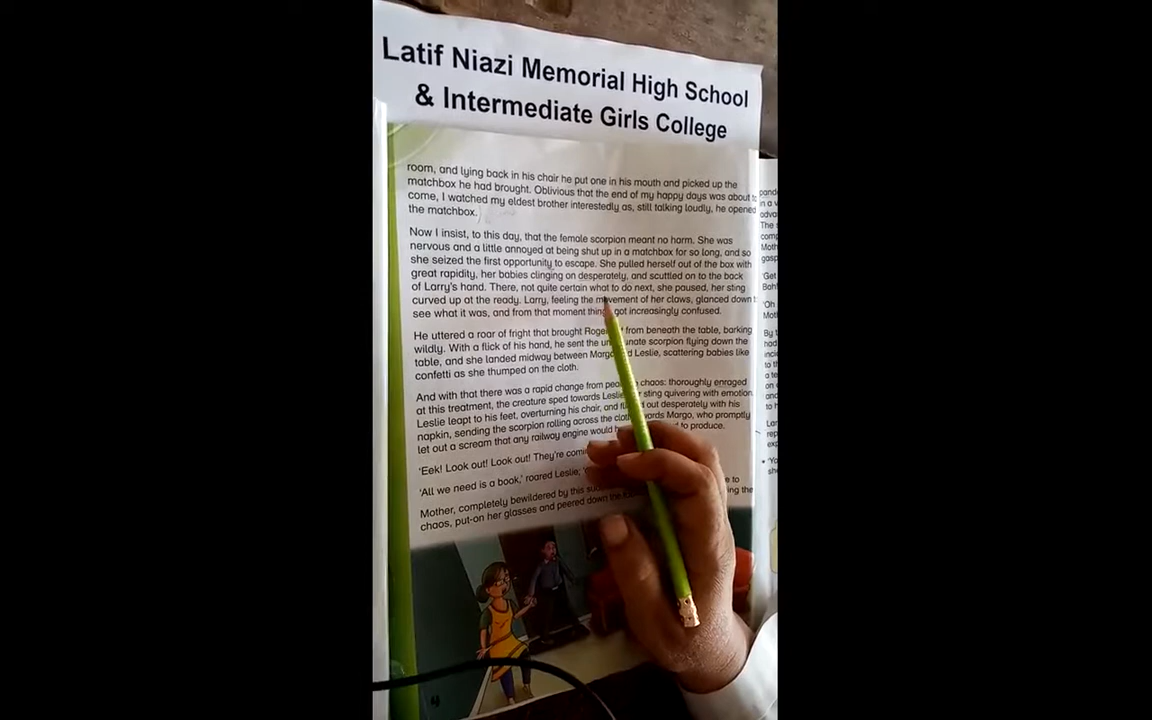 Latif Niazi Memorial High School
& Intermediate Girls College
room, and lying back in his chair he put one in his mouth and picked up the
matchbox he had brought. Oblivious that the end of my happy days was about to
come, I watched my eldest brother interestedly as, still talking loudly, he opened
the matchbox.
Now I insist, to this day, that the female scorpion meant no harm. She was
nervous and a little annoyed at being shut up in a matchbox for so long, and so
she seized the first opportunity to escape. She pulled herself out of the box with
great rapidity, her babies clinging on desperately, and scuttled on to the back
of Larry's hand. There, not quite certain what to do next, she paused, her sting
curved up at the ready. Larry, feeling the movement of her claws, glanced down
see what it was, and from that moment things got increasingly confused.
He uttered a roar of fright that brought Roger from beneath the table, barking
wildly. With a flick of his hand, he sent the scorpion flying down the
table, and she landed midway between Margo Leslie, scattering babies like
confetti as she thumped on the cloth.
And with that there was a rapid change from chaos: thoroughly enraged
at this treatment, the creature sped towards Leslie sting quivering with emotion.
Leslie leapt to his feet, overturning his chair, and out desperately with his
napkin, sending the scorpion rolling across the Margo, who promptly
let out a scream that any railway engine would to produce.
'Eek! Look out! Look out! They're
'All we need is a book,' roared Leslie; to
Mother, completely bewildered by this the
chaos, put-on her glasses and peered down the